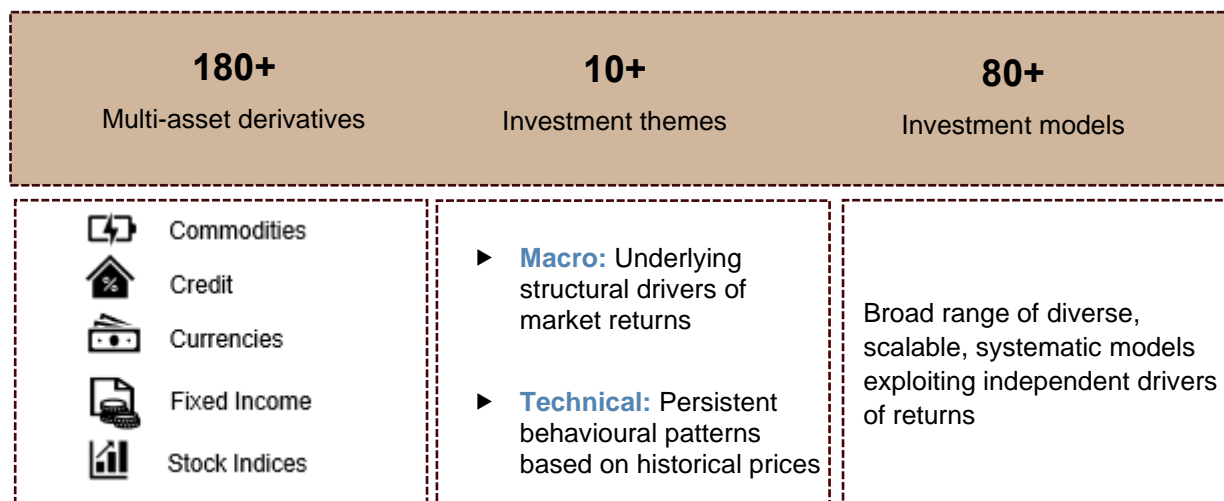 180+
Multi-asset derivatives
10+
Investment themes
80+
Investment models
Commodities
%
Credit
Currencies
Fixed Income
Stock Indices
Macro: Underlying
structural drivers of
market returns
Technical: Persistent
behavioural patterns
based on historical prices
Broad range of diverse,
scalable, systematic models
exploiting independent drivers
of returns